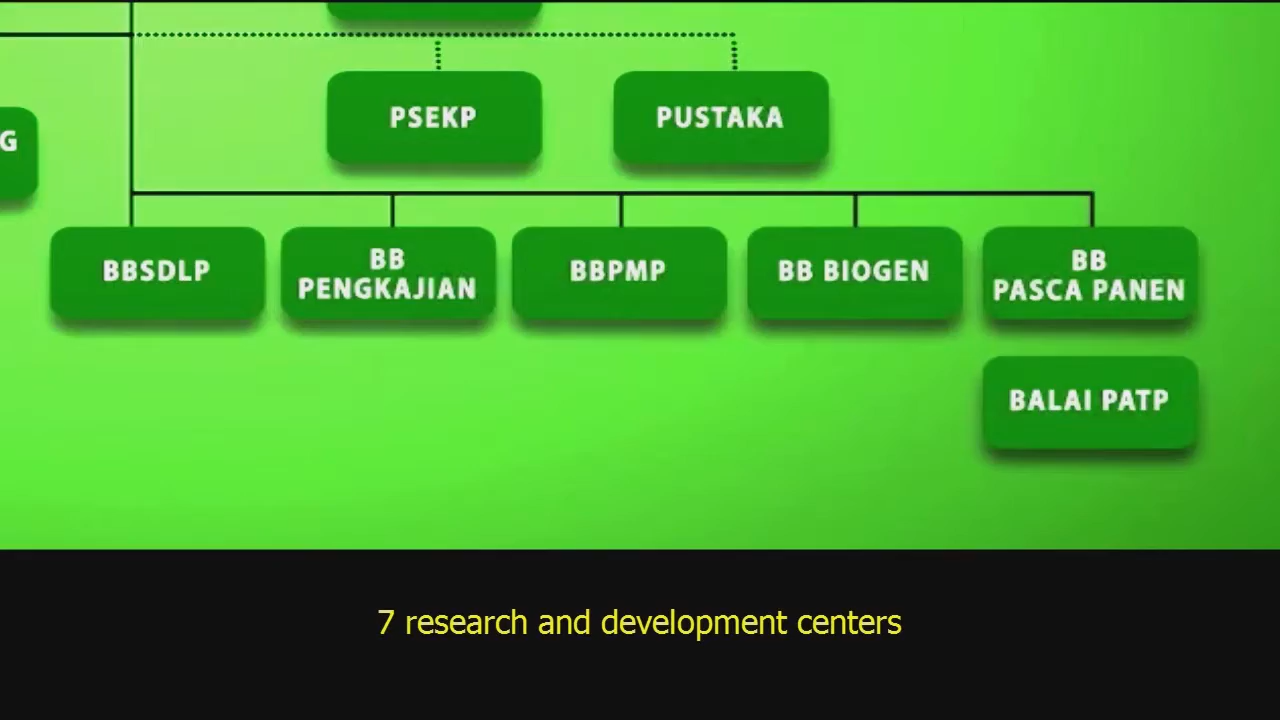 G
PSEKP
PUSTAKA
BBSDLP
BB
PENGKAJIAN
BBPMP
BB BIOGEN
BB
PASCA PANEN
BALAI PATP
7 research and development centers